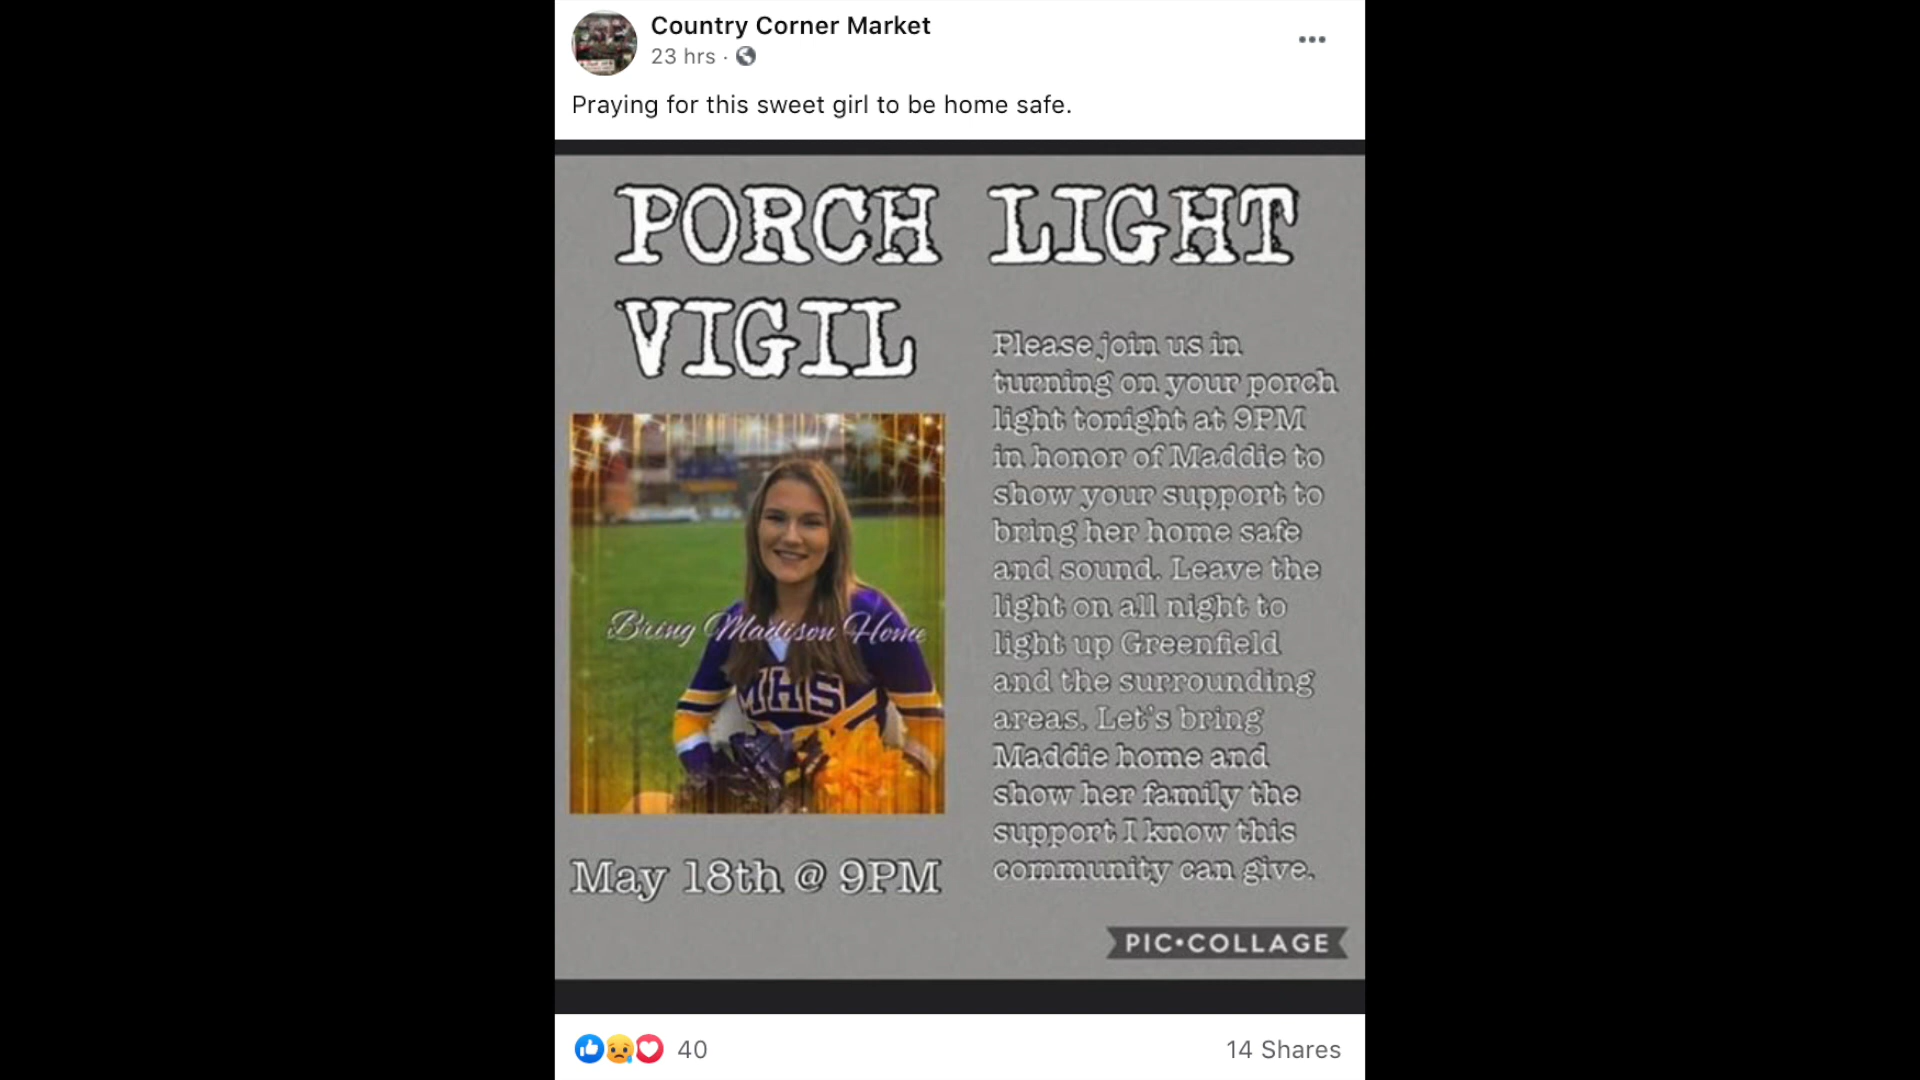 Country Corner Market
23 hrs ·
Praying for this sweet girl to be home safe.
PORCH LIGHT
VIGIL
Please join us in
turning on your porch
light tonight at 9PM
in honor of Maddie to
show your support to
bring her home safe
and sound. Leave the
light on all night to
light up Greenfield
and the surrounding
areas. Let's bring
Maddie home and
show her family the
support I know this
community can give.
Bring Madison Home
MHS
May 18th @ 9PM
PIC•COLLAGE
40
14 Shares